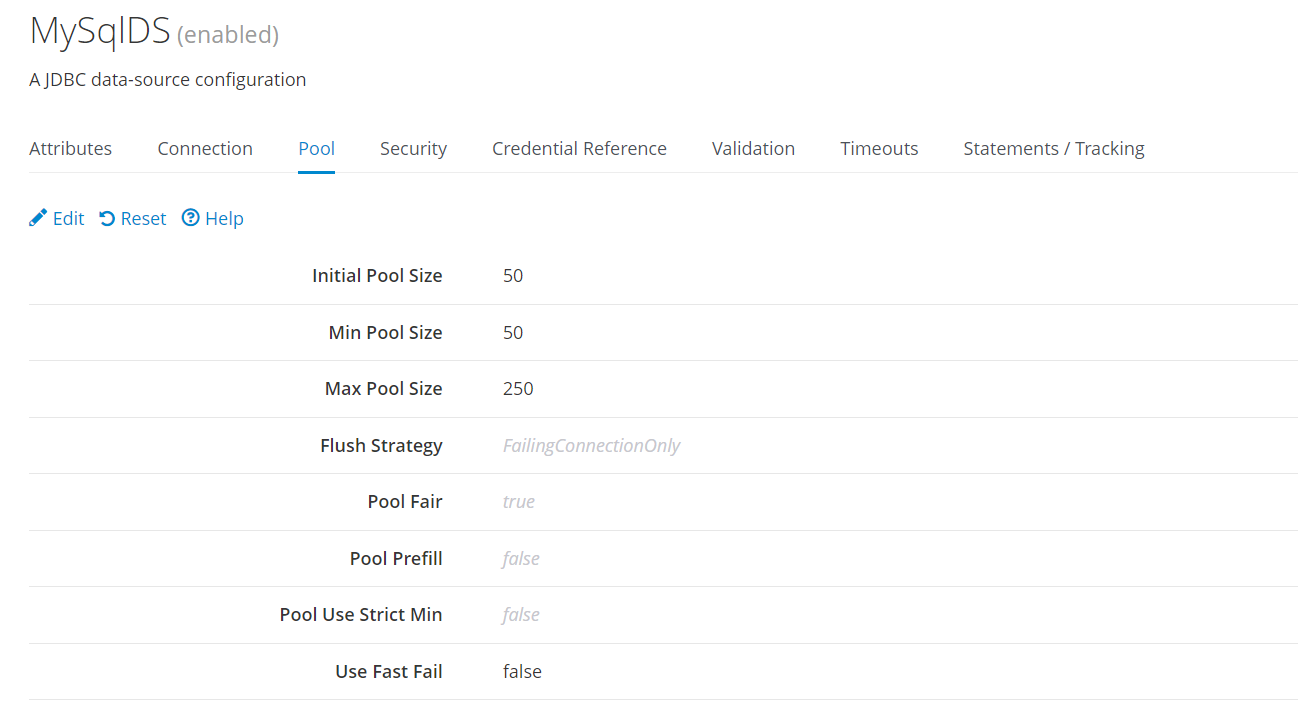 MySqlDS (enabled)
A JDBC data-source configuration
Attributes Connection Pool Security Credential Reference Validation Timeouts Statements / Tracking
Edit Reset Help
Initial Pool Size 50
Min Pool Size 50
Max Pool Size 250
Flush Strategy FailingConnectionOnly
Pool Fair true
Pool Prefill false
Pool Use Strict Min false
Use Fast Fail false